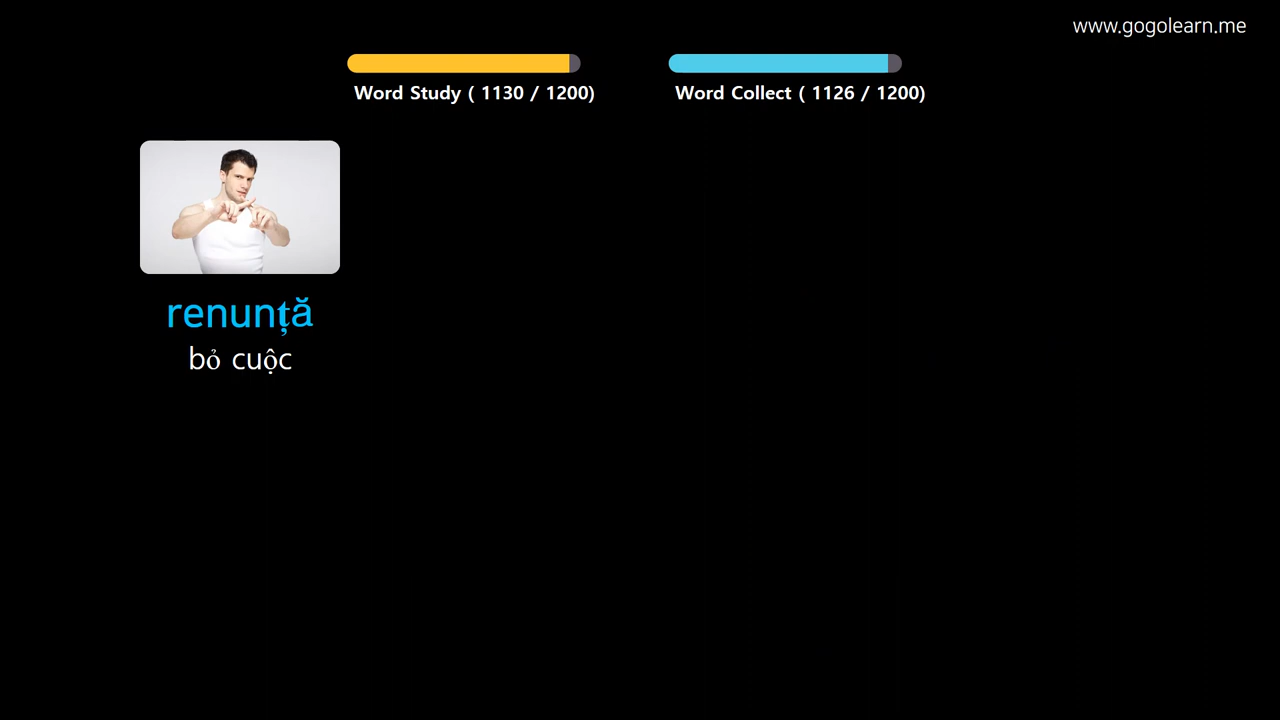 www.gogolearn.me
Word Study ( 1130 / 1200)
Word Collect ( 1126 / 1200)
renunță
bỏ cuộc